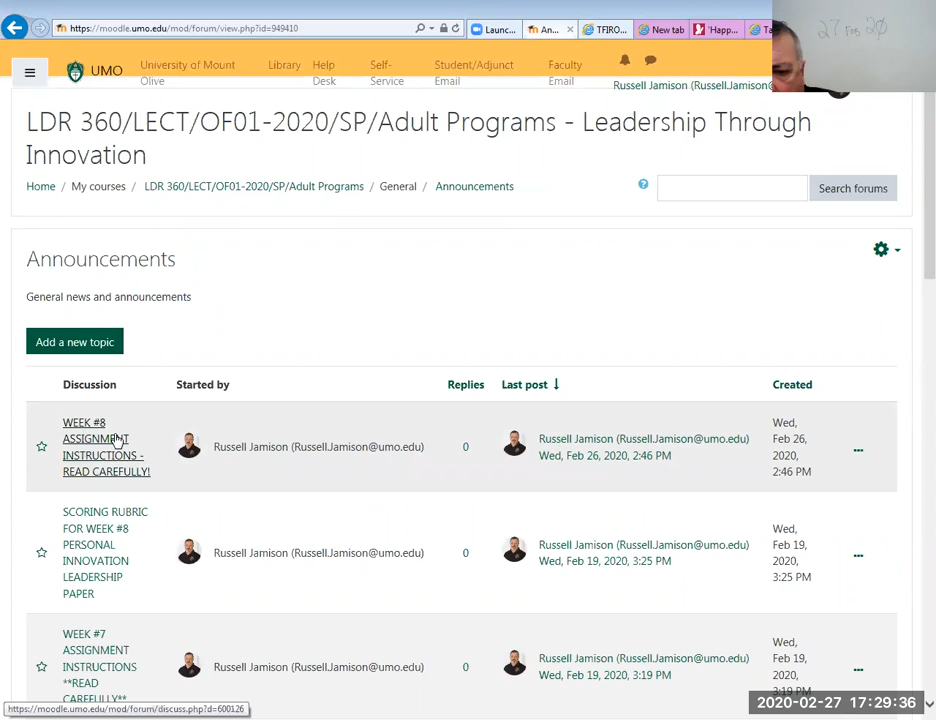 https://moodle.umo.edu/mod/forum/view.php?id=949410
Launc...
An...
TFIRO...
New tab
'Happ...
27 Feb 20
UMO
University of Mount Olive
Library
Help Desk
Self-Service
Student/Adjunct Email
Faculty Email
Russell Jamison (Russell.Jamison@
LDR 360/LECT/OF01-2020/SP/Adult Programs - Leadership Through
Innovation
Home / My courses / LDR 360/LECT/OF01-2020/SP/Adult Programs / General / Announcements
Search forums
Announcements
General news and announcements
Add a new topic
Discussion Started by Replies Last post ↓ Created
WEEK #8
ASSIGNMENT
INSTRUCTIONS -
READ CAREFULLY!
Russell Jamison (Russell.Jamison@umo.edu)
0
Russell Jamison (Russell.Jamison@umo.edu)
Wed, Feb 26, 2020, 2:46 PM
Wed,
Feb 26,
2020,
2:46 PM
SCORING RUBRIC
FOR WEEK #8
PERSONAL
INNOVATION
LEADERSHIP
PAPER
Russell Jamison (Russell.Jamison@umo.edu)
0
Russell Jamison (Russell.Jamison@umo.edu)
Wed, Feb 19, 2020, 3:25 PM
Wed,
Feb 19,
2020,
3:25 PM
WEEK #7
ASSIGNMENT
INSTRUCTIONS
**READ
CAREFULLY**
Russell Jamison (Russell.Jamison@umo.edu)
0
Russell Jamison (Russell.Jamison@umo.edu)
Wed, Feb 19, 2020, 3:19 PM
Wed,
Feb 19,
2020,
3:19 PM
https://moodle.umo.edu/mod/forum/discuss.php?d=600126
2020-02-27 17:29:36